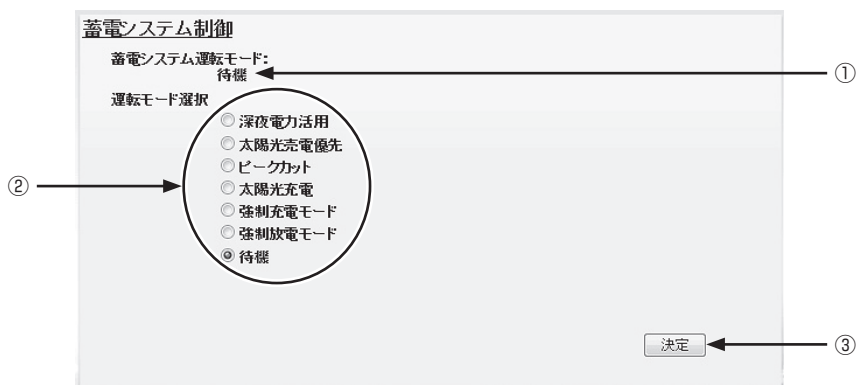 蓄電システム制御
蓄電システム運転モード:
待機
①
運転モード選択
深夜電力活用
太陽光売電優先
ピークカット
②
太陽光充電
強制充電モード
強制放電モード
待機
決定
③